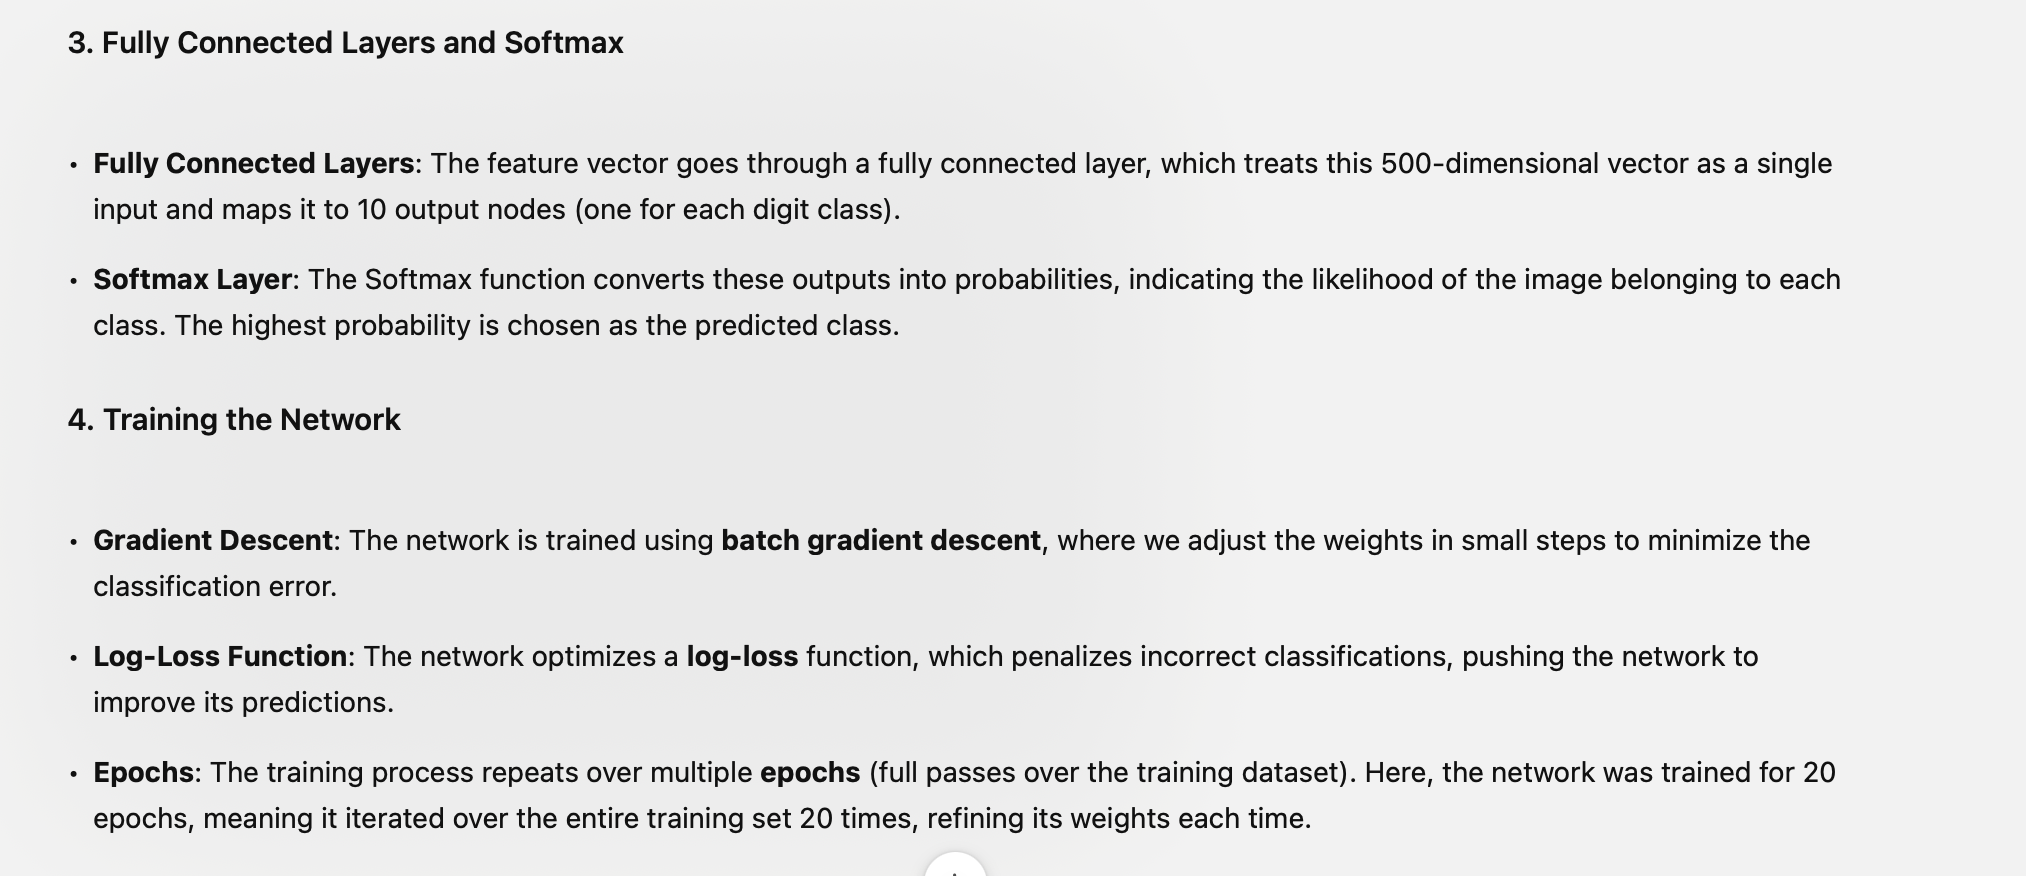 3. Fully Connected Layers and Softmax
• Fully Connected Layers: The feature vector goes through a fully connected layer, which treats this 500-dimensional vector as a single
input and maps it to 10 output nodes (one for each digit class).
• Softmax Layer: The Softmax function converts these outputs into probabilities, indicating the likelihood of the image belonging to each
class. The highest probability is chosen as the predicted class.
4. Training the Network
• Gradient Descent: The network is trained using batch gradient descent, where we adjust the weights in small steps to minimize the
classification error.
• Log-Loss Function: The network optimizes a log-loss function, which penalizes incorrect classifications, pushing the network to
improve its predictions.
• Epochs: The training process repeats over multiple epochs (full passes over the training dataset). Here, the network was trained for 20
epochs, meaning it iterated over the entire training set 20 times, refining its weights each time.